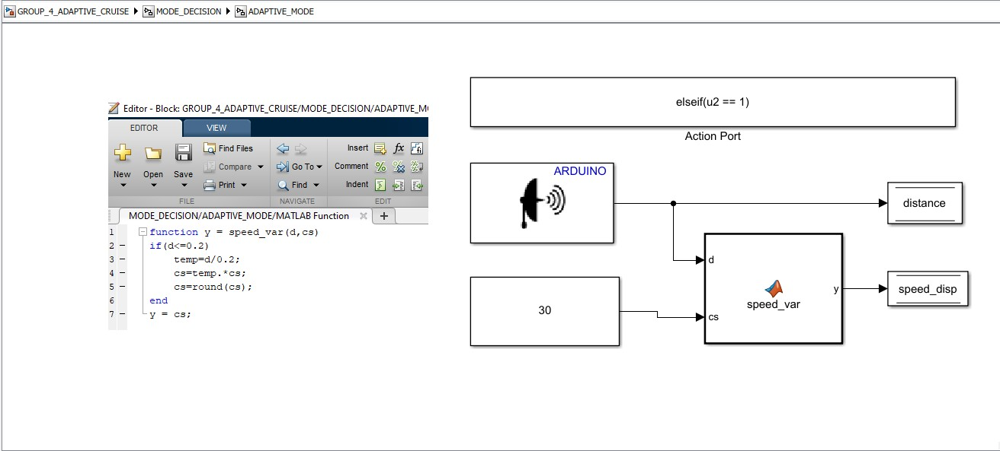 GROUP_4_ADAPTIVE_CRUISE MODE_DECISION ADAPTIVE_MODE
Editor - Block: GROUP_4_ADAPTIVE_CRUISE/MODE_DECISION/ADAPTIVE_M
EDITOR VIEW
New Open Save
Find Files
Compare
Print
FILE
Go To
Find
NAVIGATE
Insert fx fi
Comment % % %
Indent
EDIT
MODE_DECISION/ADAPTIVE_MODE/MATLAB Function × +
1 function y = speed_var(d,cs)
2 – if(d<=0.2)
3 – temp=d/0.2;
4 – cs=temp.*cs;
5 – cs=round(cs);
6 end
7 – y = cs;
elseif(u2 == 1)
Action Port
ARDUINO
distance
30
d
cs
speed_var
y
speed_disp